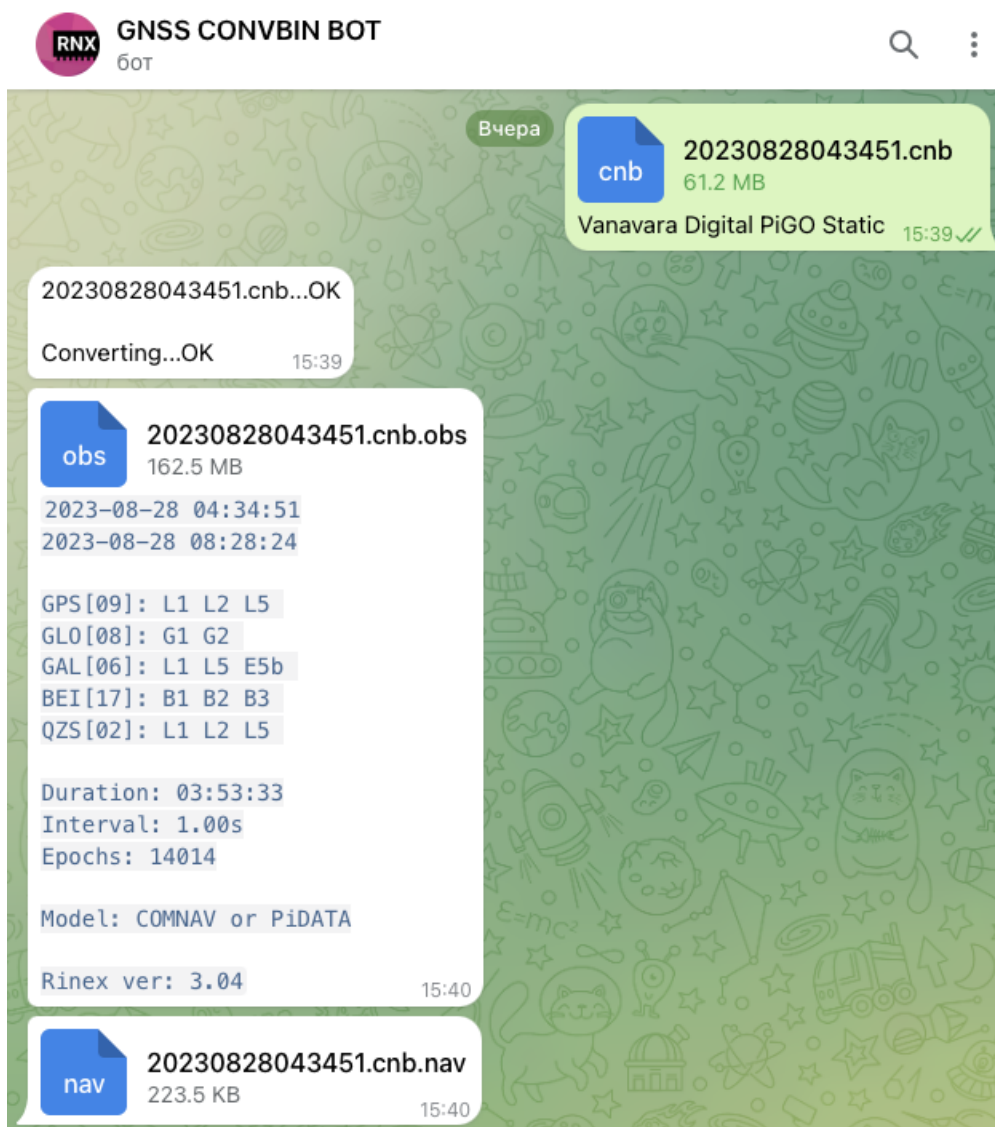 RNX
GNSS CONVBIN BOT
бот
Вчера
cnb
20230828043451.cnb
61.2 MB
Vanavara Digital PiGO Static
15:39
20230828043451.cnb...OK
Converting...OK
15:39
obs
20230828043451.cnb.obs
162.5 MB
2023-08-28 04:34:51
2023-08-28 08:28:24
GPS[09]: L1 L2 L5
GLO[08]: G1 G2
GAL[06]: L1 L5 E5b
BEI[17]: B1 B2 B3
QZS[02]: L1 L2 L5
Duration: 03:53:33
Interval: 1.00s
Epochs: 14014
Model: COMNAV or PiDATA
Rinex ver: 3.04
15:40
nav
20230828043451.cnb.nav
223.5 KB
15:40